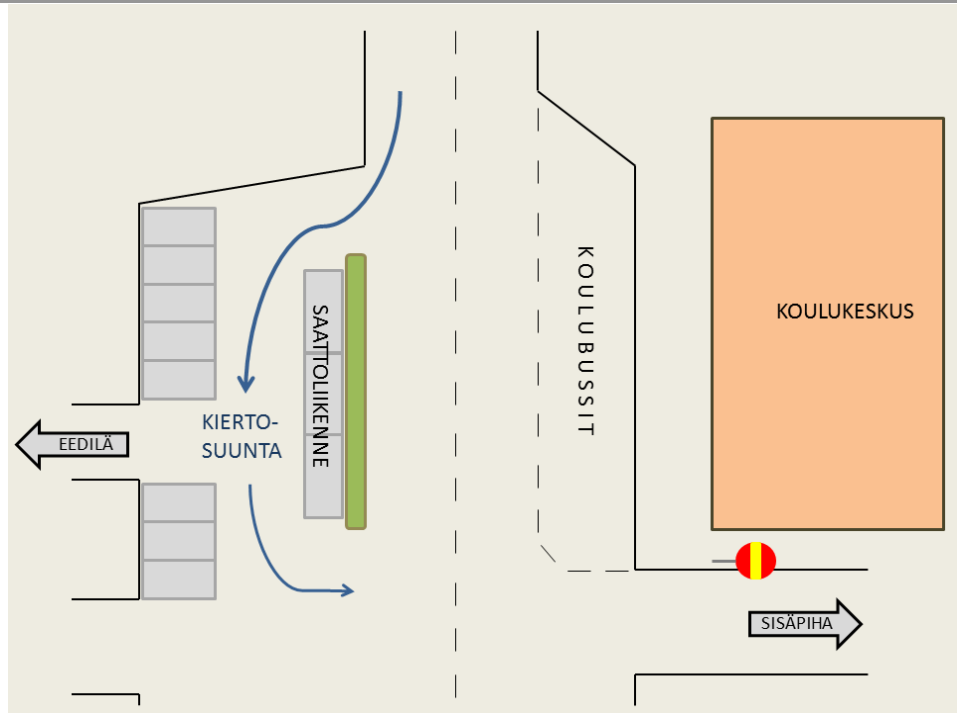 KOULUBUSSIT
KOULUKESKUS
SAATTOLIIKENNE
KIERTO-
SUUNTA
EEDILÄ
SISÄPIHA